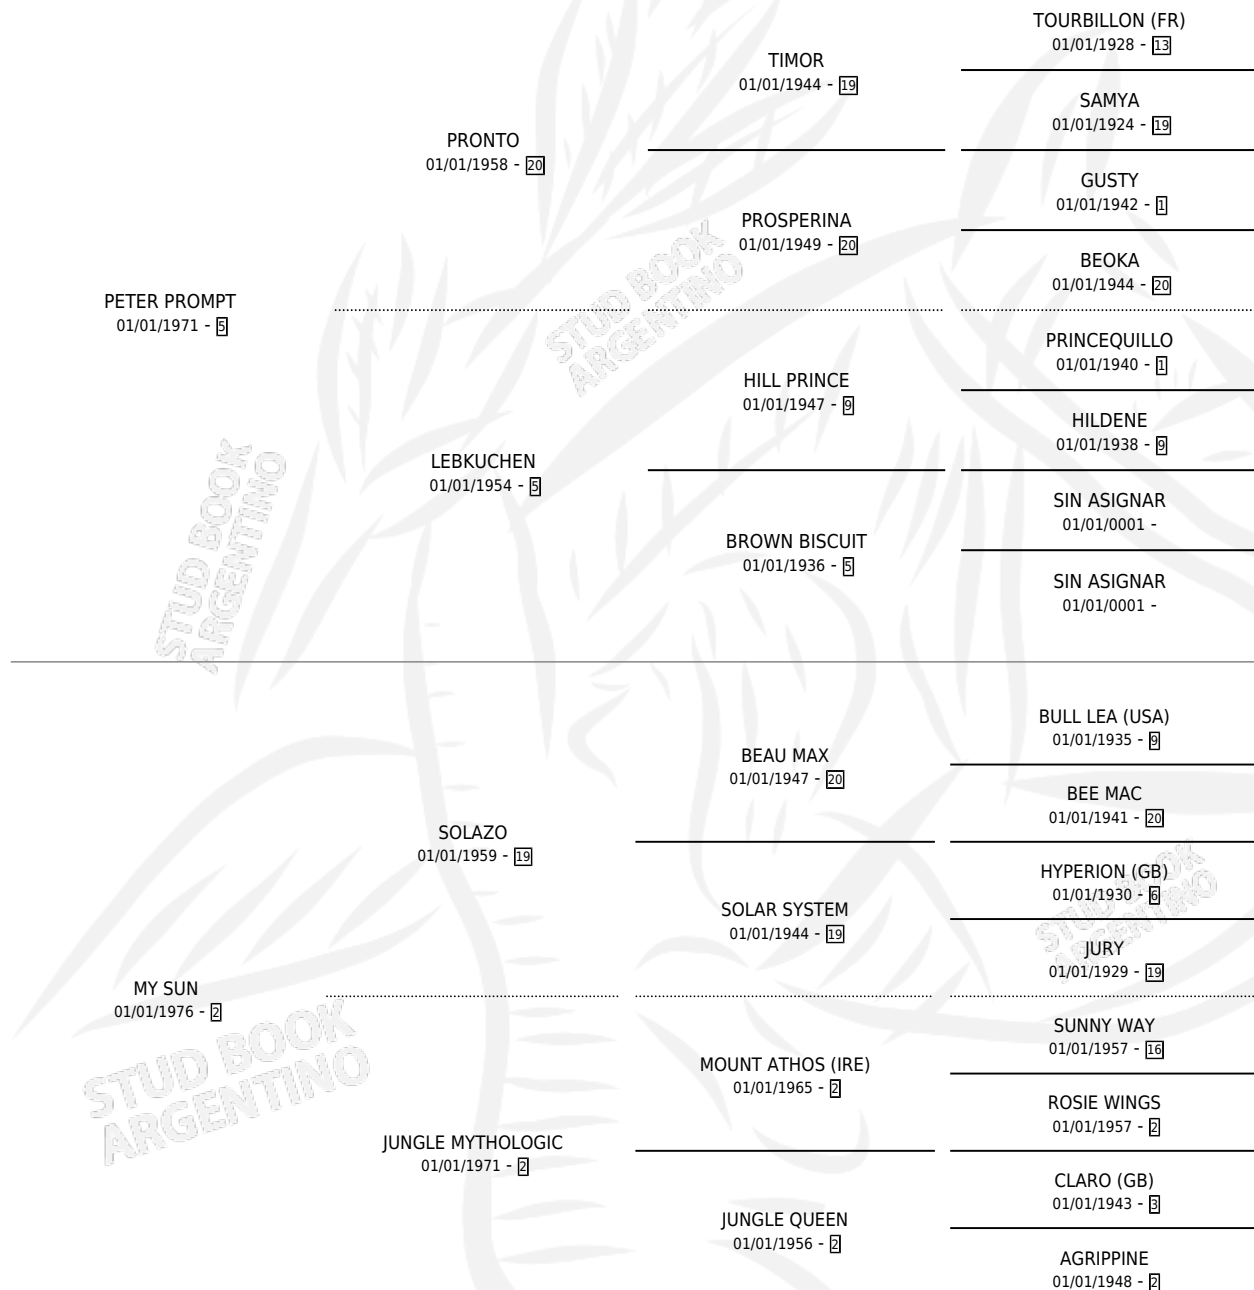 TOURBILLON (FR)
01/01/1928 - 13
TIMOR
01/01/1944 - 19
SAMYA
01/01/1924 - 19
PRONTO
01/01/1958 - 20
GUSTY
01/01/1942 - 1
PROSPERINA
01/01/1949 - 20
BEOKA
01/01/1944 - 20
PETER PROMPT
01/01/1971 - 5
PRINCEQUILLO
01/01/1940 - 1
HILL PRINCE
01/01/1947 - 9
HILDENE
01/01/1938 - 9
LEBKUCHEN
01/01/1954 - 5
SIN ASIGNAR
01/01/0001 -
BROWN BISCUIT
01/01/1936 - 5
SIN ASIGNAR
01/01/0001 -
BULL LEA (USA)
01/01/1935 - 9
BEAU MAX
01/01/1947 - 20
BEE MAC
01/01/1941 - 20
SOLAZO
01/01/1959 - 19
HYPERION (GB)
01/01/1930 - 6
SOLAR SYSTEM
01/01/1944 - 19
JURY
01/01/1929 - 19
MY SUN
01/01/1976 - 2
SUNNY WAY
01/01/1957 - 16
MOUNT ATHOS (IRE)
01/01/1965 - 2
ROSIE WINGS
01/01/1957 - 2
JUNGLE MYTHOLOGIC
01/01/1971 - 2
CLARO (GB)
01/01/1943 - 3
JUNGLE QUEEN
01/01/1956 - 2
AGRIPPINE
01/01/1948 - 2
STUD BOOK
ARGENTINO
STUD BOOK
ARGENTINO
STUD BOOK
ARGENTINO
STUD BOOK
ARGENTINO